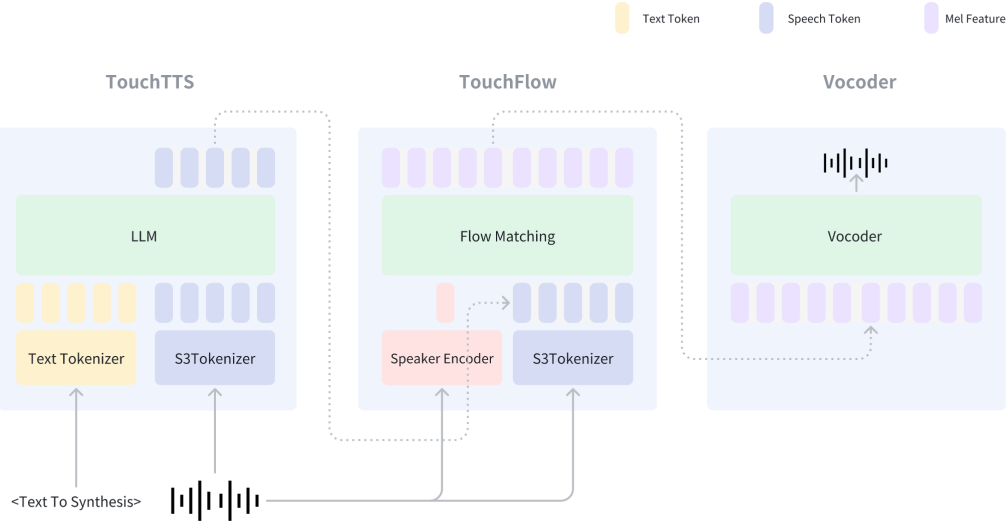 Text Token
Speech Token
Mel Feature
TouchTTS
TouchFlow
Vocoder
LLM
Flow Matching
Vocoder
Text Tokenizer
S3Tokenizer
Speaker Encoder
S3Tokenizer
<Text To Synthesis>